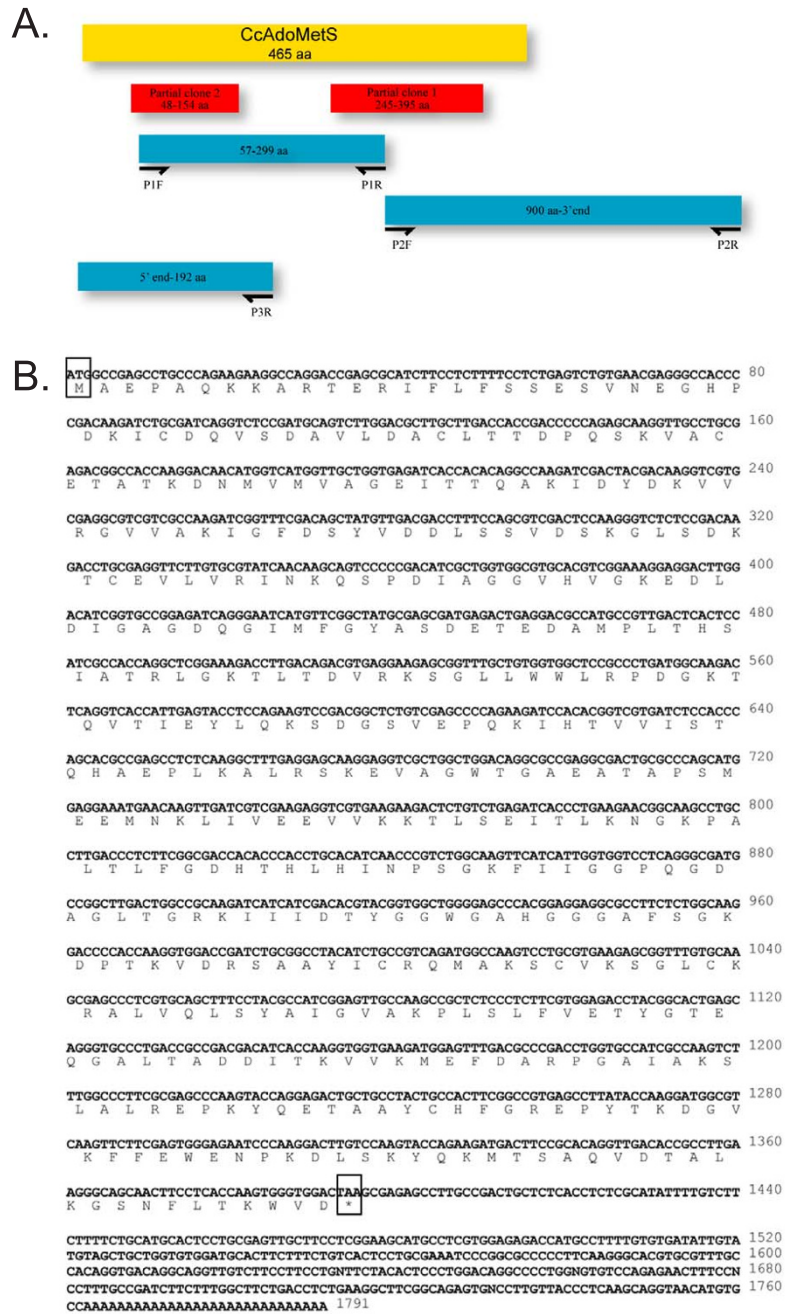 A.
CcAdoMetS
465 aa
Partial clone 2
48-154 aa
Partial clone 1
245-395 aa
57-299 aa
P1F
P1R
900 aa-3'end
P2F
P2R
5' end-192 aa
P3R
B.
ATGGCCGAGCCTGCCCAGAAGAAGGCCAGGACCGAGCGCATCTTCCTCTTTTCCTCTGAGTCTGTGAACGAGGGCCACCC 80
M A E P A Q K K A R T E R I F L F S S E S V N E G H P
CGACAAGATCTGCGATCAGGTCTCCGATGCAGTCTTGGACGCTTGCTTGACCACCGACCCCCAGAGCAAGGTTGCCTGCG 160
D K I C D Q V S D A V L D A C L T T D P Q S K V A C
AGACGGCCACCAAGGACAACATGGTCATGGTTGCTGGTGAGATCACCACACAGGCCAAGATCGACTACGACAAGGTCGTG 240
E T A T K D N M V M V A G E I T T Q A K I D Y D K V V
CGAGGCGTCGTCGCCAAGATCGGTTTCGACAGCTATGTTGACGACCTTTCCAGCGTCGACTCCAAGGGTCTCTCCGACAA 320
R G V V A K I G F D S Y V D D L S S V D S K G L S D K
GACCTGCGAGGTTCTTGTGCGTATCAACAAGCAGTCCCCCGACATCGCTGGTGGCGTGCACGTCGGAAAGGAGGACTTGG 400
T C E V L V R I N K Q S P D I A G G V H V G K E D L
ACATCGGTGCCGGAGATCAGGGAATCATGTTCGGCTATGCGAGCGATGAGACTGAGGACGCCATGCCGTTGACTCACTCC 480
D I G A G D Q G I M F G Y A S D E T E D A M P L T H S
ATCGCCACCAGGCTCGGAAAGACCTTGACAGACGTGAGGAAGAGCGGTTTGCTGTGGTGGCTCCGCCCTGATGGCAAGAC 560
I A T R L G K T L T D V R K S G L L W W L R P D G K T
TCAGGTCACCATTGAGTACCTCCAGAAGTCCGACGGCTCTGTCGAGCCCCAGAAGATCCACACGGTCGTGATCTCCACCC 640
Q V T I E Y L Q K S D G S V E P Q K I H T V V I S T
AGCACGCCGAGCCTCTCAAGGCTTTGAGGAGCAAGGAGGTCGCTGGCTGGACAGGCGCCGAGGCGACTGCGCCCAGCATG 720
Q H A E P L K A L R S K E V A G W T G A E A T A P S M
GAGGAAATGAACAAGTTGATCGTCGAAGAGGTCGTGAAGAAGACTCTGTCTGAGATCACCCTGAAGAACGGCAAGCCTGC 800
E E M N K L I V E E V V K K T L S E I T L K N G K P A
CTTGACCCTCTTCGGCGACCACACCCACCTGCACATCAACCCGTCTGGCAAGTTCATCATTGGTGGTCCTCAGGGCGATG 880
L T L F G D H T H L H I N P S G K F I I G G P Q G D
CCGGCTTGACTGGCCGCAAGATCATCATCGACACGTACGGTGGCTGGGGAGCCCACGGAGGAGGCGCCTTCTCTGGCAAG 960
A G L T G R K I I I D T Y G G W G A H G G G A F S G K
GACCCCACCAAGGTGGACCGATCTGCGGCCTACATCTGCCGTCAGATGGCCAAGTCCTGCGTGAAGAGCGGTTTGTGCAA 1040
D P T K V D R S A A Y I C R Q M A K S C V K S G L C K
GCGAGCCCTCGTGCAGCTTTCCTACGCCATCGGAGTTGCCAAGCCGCTCTCCCTCTTCGTGGAGACCTACGGCACTGAGC 1120
R A L V Q L S Y A I G V A K P L S L F V E T Y G T E
AGGGTGCCCTGACCGCCGACGACATCACCAAGGTGGTGAAGATGGAGTTTGACGCCCGACCTGGTGCCATCGCCAAGTCT 1200
Q G A L T A D D I T K V V K M E F D A R P G A I A K S
TTGGCCCTTCGCGAGCCCAAGTACCAGGAGACTGCTGCCTACTGCCACTTCGGCCGTGAGCCTTATACCAAGGATGGCGT 1280
L A L R E P K Y Q E T A A Y C H F G R E P Y T K D G V
CAAGTTCTTCGAGTGGGAGAATCCCAAGGACTTGTCCAAGTACCAGAAGATGACTTCCGCACAGGTTGACACCGCCTTGA 1360
K F F E W E N P K D L S K Y Q K M T S A Q V D T A L
AGGGCAGCAACTTCCTCACCAAGTGGGTGGACTAAGCGAGAGCCTTGCCGACTGCTCTCACCTCTCGCATATTTTGTCTT 1440
K G S N F L T K W V D *
CTTTTCTGCATGCACTCCTGCGAGTTGCTTCCTCGGAAGCATGCCTCGTGGAGAGACCATGCCTTTTGTGTGATATTGTA 1520
TGTAGCTGCTGGTGTGGATGCACTTCTTTCTGTCACTCCTGCGAAATCCCGGCGCCCCCTTCAAGGGCACGTGCGTTTGC 1600
CACAGGTGACAGGCAGGTTGTCTTCCTTCCTGNTTCTACACTCCCTGGACAGGCCCCTGGNGTGTCCAGAGAACTTTCCN 1680
CCTTTGCCGATCTTCTTTGGCTTCTGACCTCTGAAGGCTTCGGCAGAGTGNCCTTGTTACCCTCAAGCAGGTAACATGTG 1760
CCAAAAAAAAAAAAAAAAAAAAAAAAAAAAA 1791